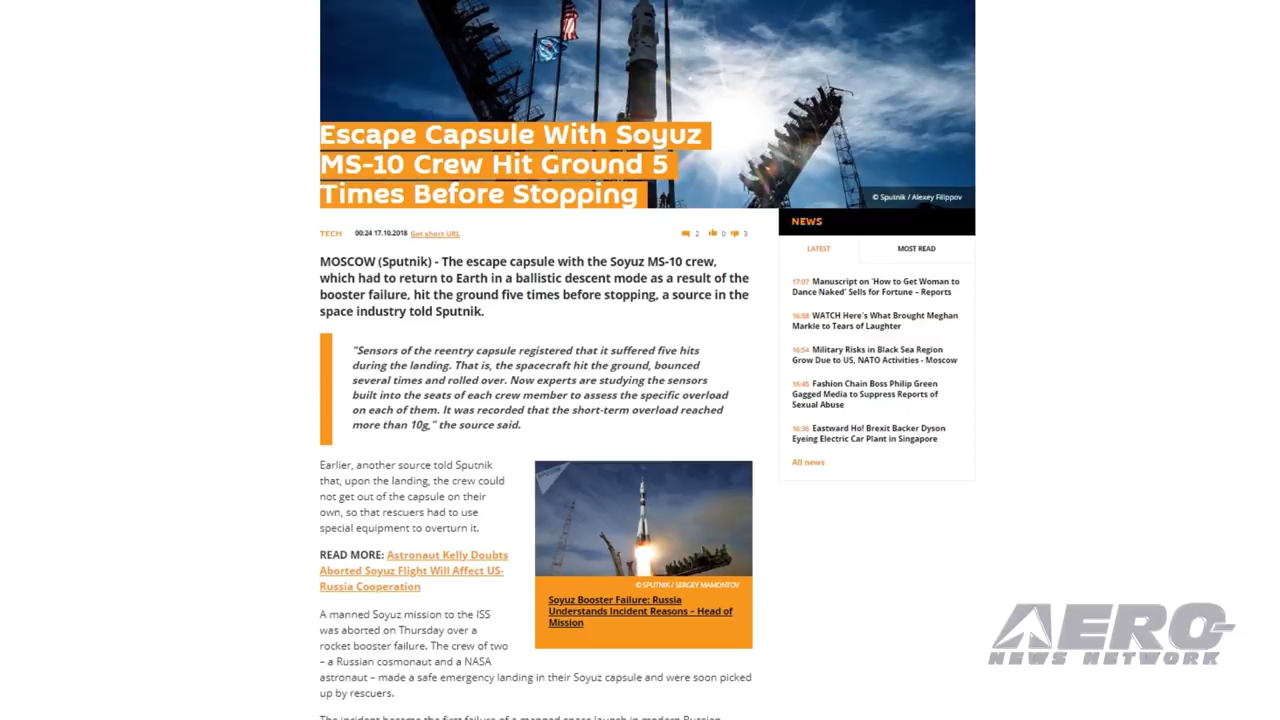 Escape Capsule With Soyuz
MS-10 Crew Hit Ground 5
Times Before Stopping
© Sputnik / Alexey Filippov
TECH 00:24 17.10.2018 Get short URL 2 0 3
MOSCOW (Sputnik) - The escape capsule with the Soyuz MS-10 crew,
which had to return to Earth in a ballistic descent mode as a result of the
booster failure, hit the ground five times before stopping, a source in the
space industry told Sputnik.
"Sensors of the reentry capsule registered that it suffered five hits
during the landing. That is, the spacecraft hit the ground, bounced
several times and rolled over. Now experts are studying the sensors
built into the seats of each crew member to assess the specific overload
on each of them. It was recorded that the short-term overload reached
more than 10g," the source said.
Earlier, another source told Sputnik
that, upon the landing, the crew could
not get out of the capsule on their
own, so that rescuers had to use
special equipment to overturn it.
READ MORE: Astronaut Kelly Doubts
Aborted Soyuz Flight Will Affect US-
Russia Cooperation
A manned Soyuz mission to the ISS
was aborted on Thursday over a
rocket booster failure. The crew of two
– a Russian cosmonaut and a NASA
astronaut – made a safe emergency landing in their Soyuz capsule and were soon picked
up by rescuers.
The incident became the first failure of a manned space launch in modern Russian
© SPUTNIK / SERGEY MAMONTOV
Soyuz Booster Failure: Russia
Understands Incident Reasons – Head of
Mission
NEWS
LATEST MOST READ
17:07 Manuscript on 'How to Get Woman to
Dance Naked' Sells for Fortune – Reports
16:58 WATCH Here's What Brought Meghan
Markle to Tears of Laughter
16:54 Military Risks in Black Sea Region
Grow Due to US, NATO Activities - Moscow
16:45 Fashion Chain Boss Philip Green
Gagged Media to Suppress Reports of
Sexual Abuse
16:36 Eastward Ho! Brexit Backer Dyson
Eyeing Electric Car Plant in Singapore
All news
AERO
NEWS NETWORK